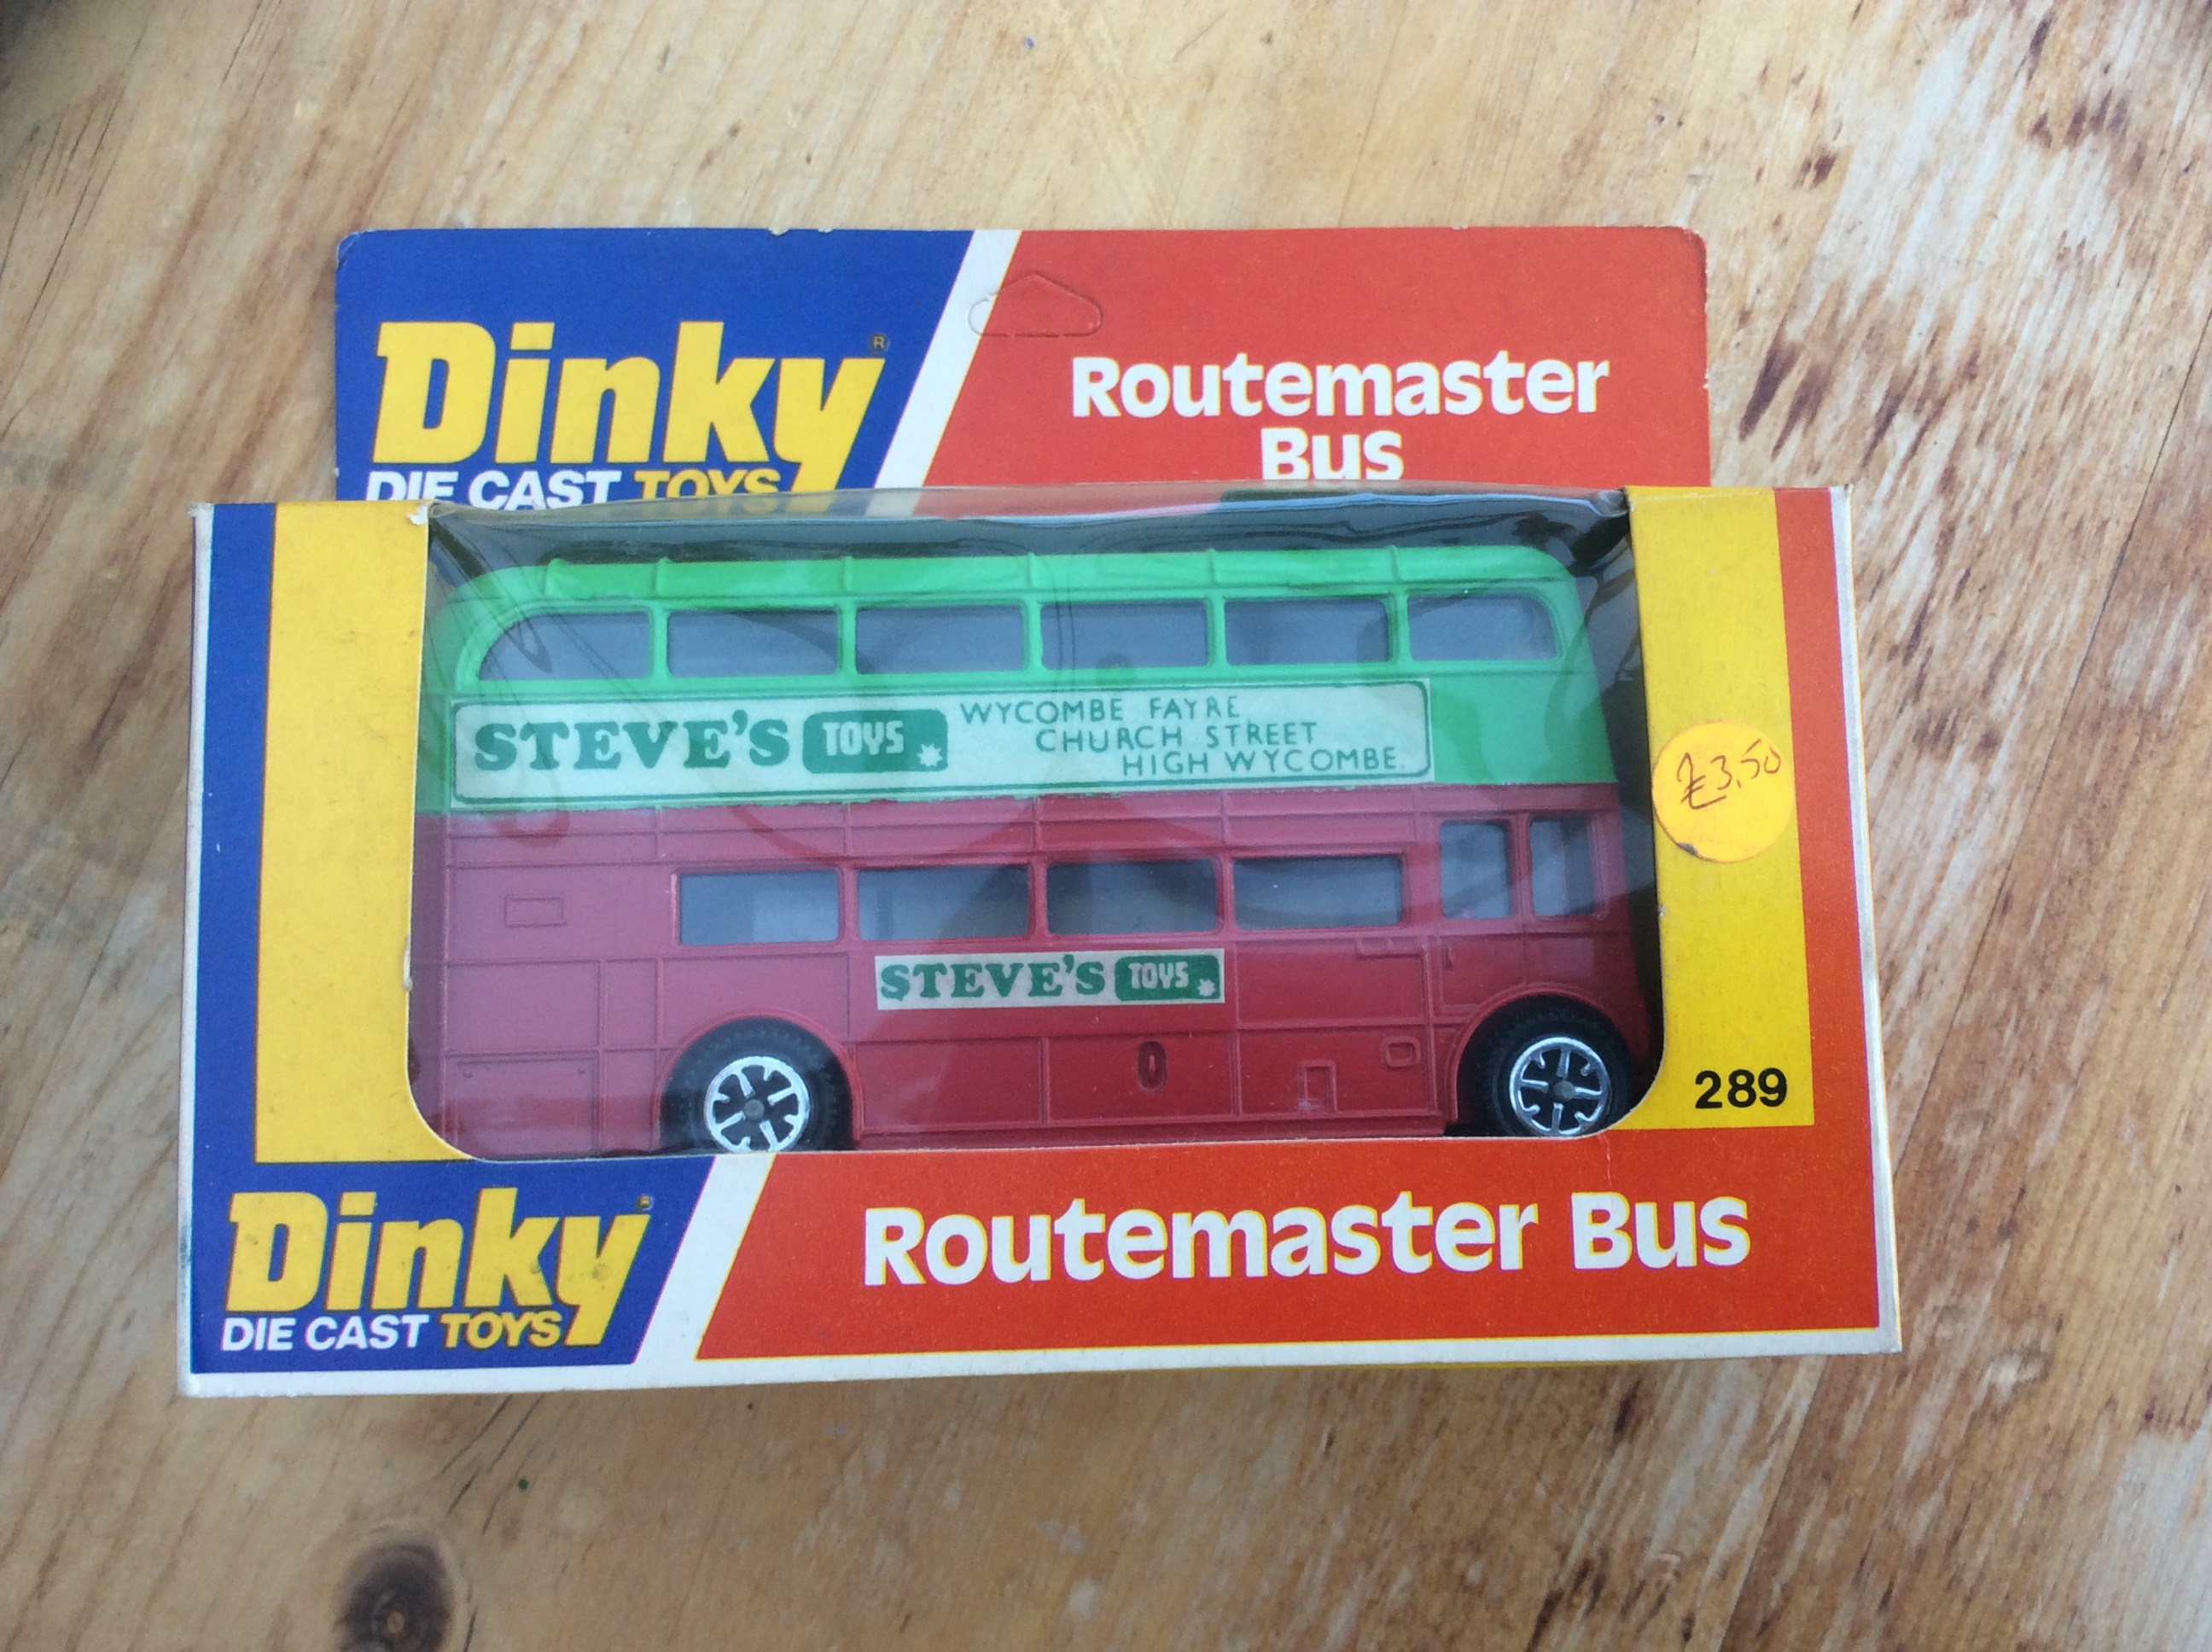 Dinky®
DIE CAST TOYS
Routemaster
Bus
STEVE'S TOYS
WYCOMBE FAYRE,
CHURCH STREET
HIGH WYCOMBE.
£3.50
STEVE'S TOYS
289
Dinky®
DIE CAST TOYS
Routemaster Bus